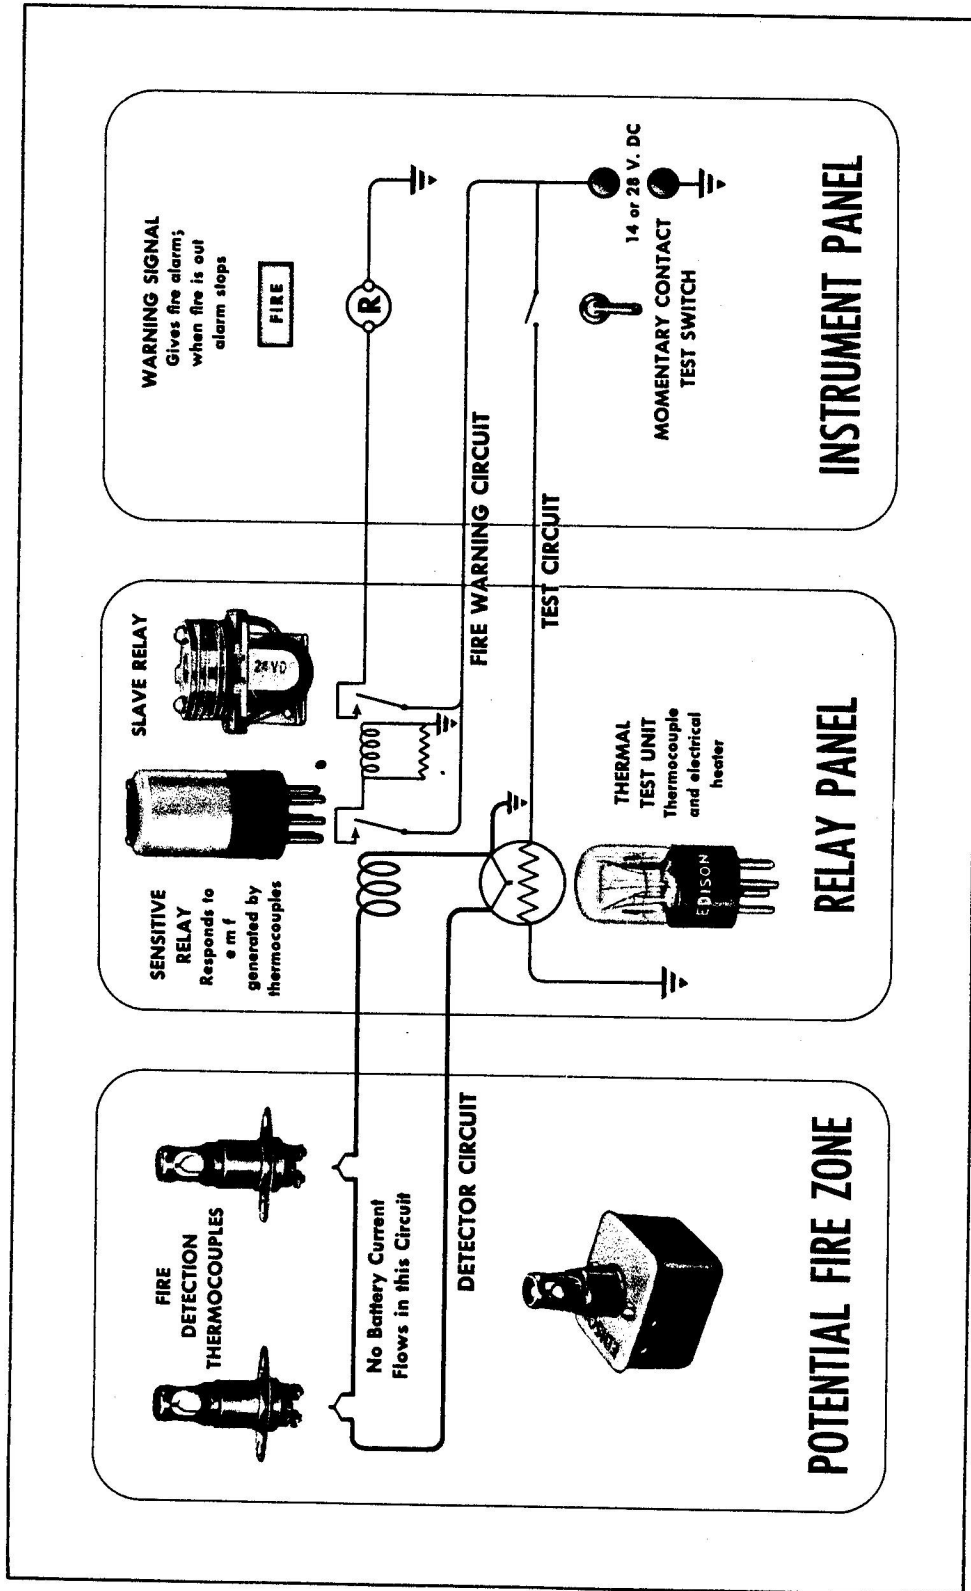 FIRE
DETECTION
THERMOCOUPLES
No Battery Current
Flows in this Circuit
DETECTOR CIRCUIT
POTENTIAL FIRE ZONE
SENSITIVE
RELAY
Responds to
e m f
generated by
thermocouples
SLAVE RELAY
FIRE WARNING CIRCUIT
TEST CIRCUIT
THERMAL
TEST UNIT
Thermocouple
and electrical
heater
EDISON
RELAY PANEL
WARNING SIGNAL
Gives fire alarm;
when fire is out
alarm stops
FIRE
R
14 or 28 V. DC
MOMENTARY CONTACT
TEST SWITCH
INSTRUMENT PANEL